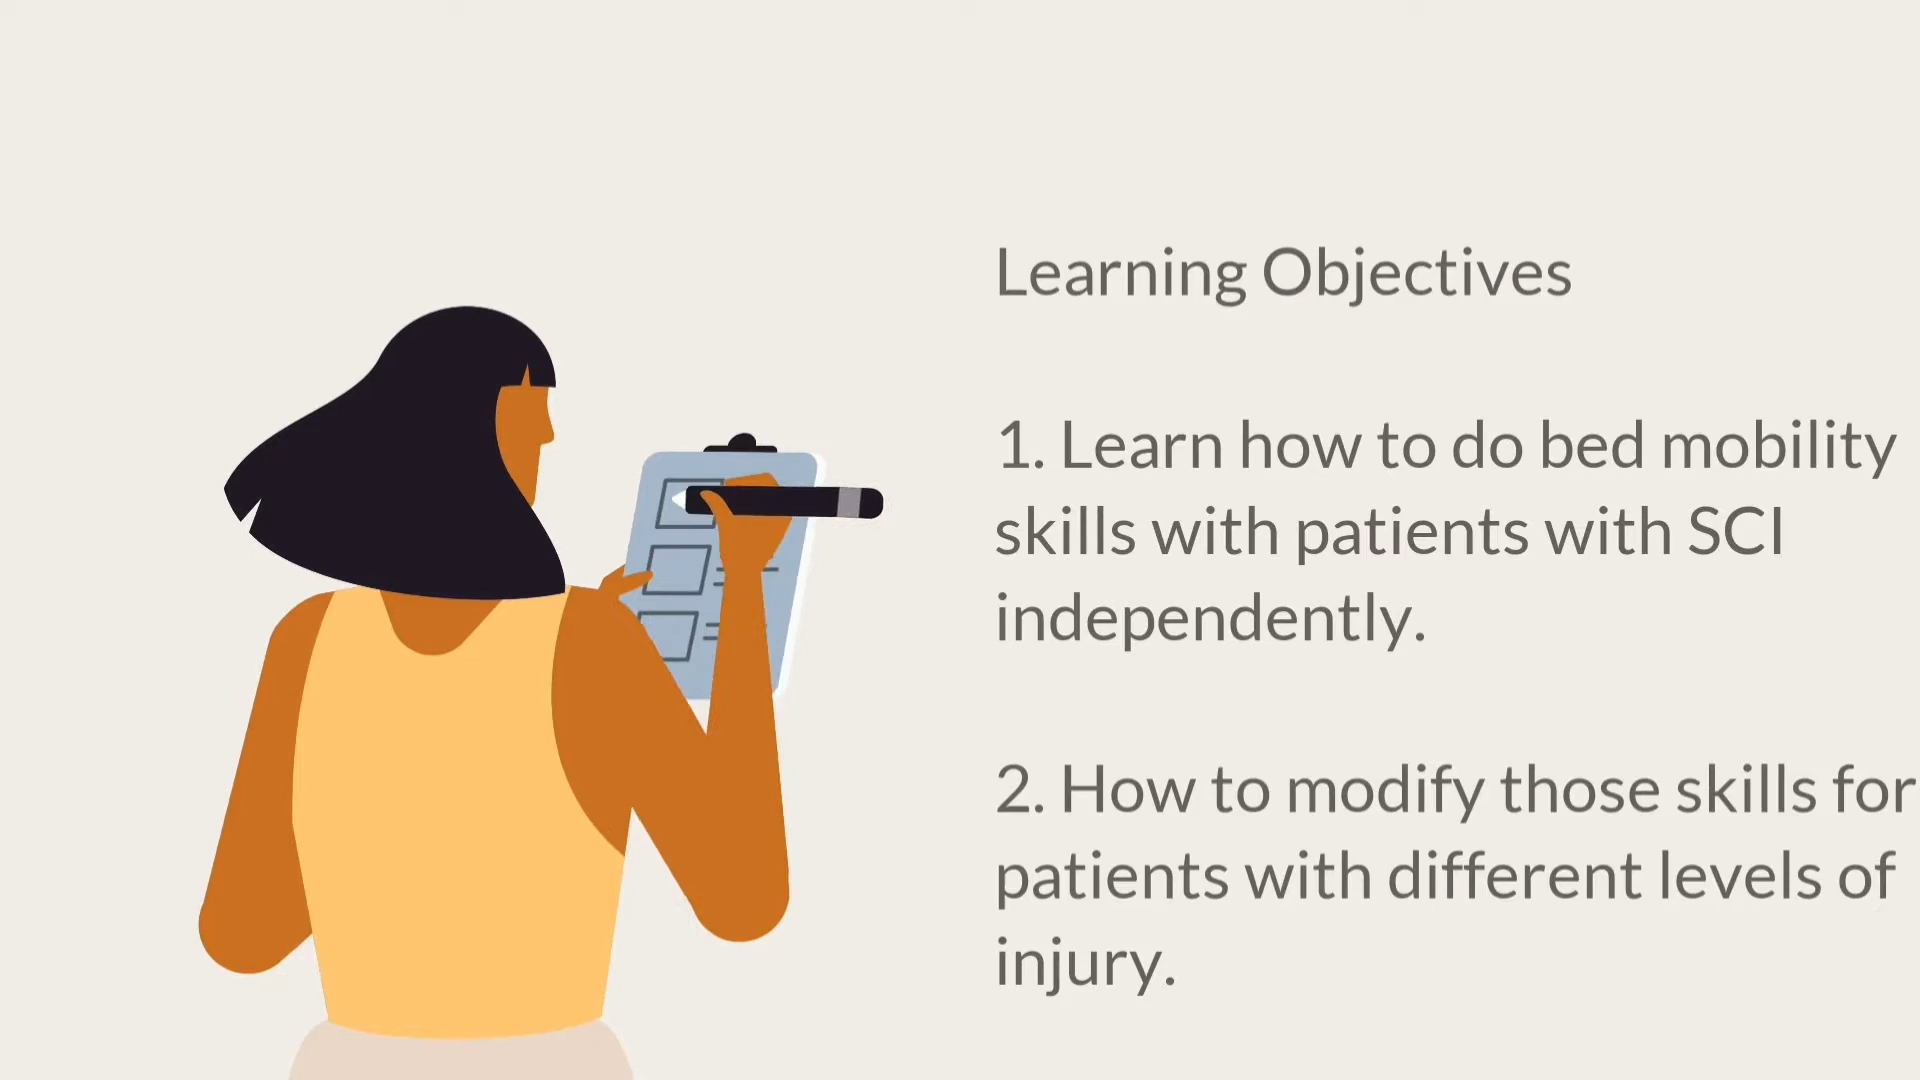 Learning Objectives
1. Learn how to do bed mobility
skills with patients with SCI
independently.
2. How to modify those skills for
patients with different levels of
injury.